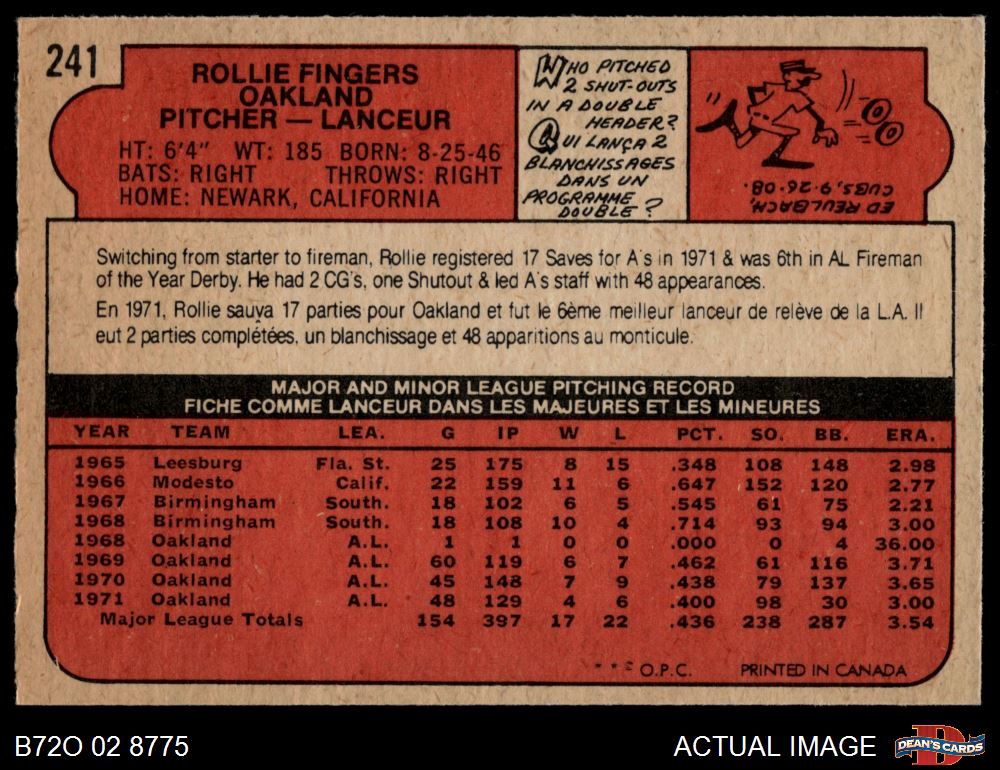 241
ROLLIE FINGERS
OAKLAND
PITCHER — LANCEUR
HT: 6'4" WT: 185 BORN: 8-25-46
BATS: RIGHT THROWS: RIGHT
HOME: NEWARK, CALIFORNIA
WHO PITCHED
2 SHUT-OUTS
IN A DOUBLE
HEADER?
QUI LANÇA 2
BLANCHISSAGES
DANS UN
PROGRAMME
DOUBLE?
ED REULBACH,
CUBS, 9-26-08.
Switching from starter to fireman, Rollie registered 17 Saves for A's in 1971 & was 6th in AL Fireman
of the Year Derby. He had 2 CG's, one Shutout & led A's staff with 48 appearances.
En 1971, Rollie sauva 17 parties pour Oakland et fut le 6ème meilleur lanceur de relève de la L.A. Il
eut 2 parties complétées, un blanchissage et 48 apparitions au monticule.
MAJOR AND MINOR LEAGUE PITCHING RECORD
FICHE COMME LANCEUR DANS LES MAJEURES ET LES MINEURES
YEAR TEAM LEA. G IP W L PCT. SO. BB. ERA.
1965 Leesburg Fla. St. 25 175 8 15 .348 108 148 2.98
1966 Modesto Calif. 22 159 11 6 .647 152 120 2.77
1967 Birmingham South. 18 102 6 5 .545 61 75 2.21
1968 Birmingham South. 18 108 10 4 .714 93 94 3.00
1968 Oakland A.L. 1 1 0 0 .000 0 4 36.00
1969 Oakland A.L. 60 119 6 7 .462 61 116 3.71
1970 Oakland A.L. 45 148 7 9 .438 79 137 3.65
1971 Oakland A.L. 48 129 4 6 .400 98 30 3.00
Major League Totals 154 397 17 22 .436 238 287 3.54
* * © O.P.C. PRINTED IN CANADA
B72O 02 8775
ACTUAL IMAGE
D
DEAN'S CARDS